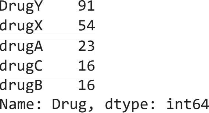 DrugY    91
drugX    54
drugA    23
drugC    16
drugB    16
Name: Drug, dtype: int64